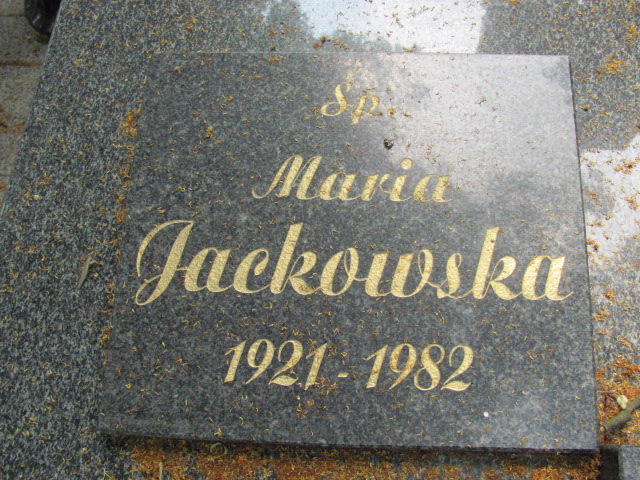 Śp.
Maria
Jackowska
1921 - 1982